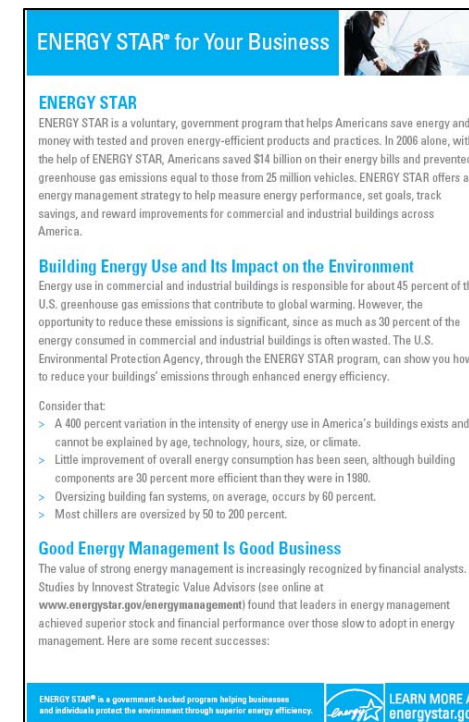 ENERGY STAR® for Your Business
ENERGY STAR
ENERGY STAR is a voluntary, government program that helps Americans save energy and
money with tested and proven energy-efficient products and practices. In 2006 alone, with
the help of ENERGY STAR, Americans saved $14 billion on their energy bills and prevented
greenhouse gas emissions equal to those from 25 million vehicles. ENERGY STAR offers a
energy management strategy to help measure energy performance, set goals, track
savings, and reward improvements for commercial and industrial buildings across
America.
Building Energy Use and Its Impact on the Environment
Energy use in commercial and industrial buildings is responsible for about 45 percent of th
U.S. greenhouse gas emissions that contribute to global warming. However, the
opportunity to reduce these emissions is significant, since as much as 30 percent of the
energy consumed in commercial and industrial buildings is often wasted. The U.S.
Environmental Protection Agency, through the ENERGY STAR program, can show you how
to reduce your buildings' emissions through enhanced energy efficiency.
Consider that:
> A 400 percent variation in the intensity of energy use in America's buildings exists and
cannot be explained by age, technology, hours, size, or climate.
> Little improvement of overall energy consumption has been seen, although building
components are 30 percent more efficient than they were in 1980.
> Oversizing building fan systems, on average, occurs by 60 percent.
> Most chillers are oversized by 50 to 200 percent.
Good Energy Management Is Good Business
The value of strong energy management is increasingly recognized by financial analysts.
Studies by Innovest Strategic Value Advisors (see online at
www.energystar.gov/energymanagement) found that leaders in energy management
achieved superior stock and financial performance over those slow to adopt in energy
management. Here are some recent successes:
ENERGY STAR® is a government-backed program helping businesses
and individuals protect the environment through superior energy efficiency.
energy
LEARN MORE A
energystar.go